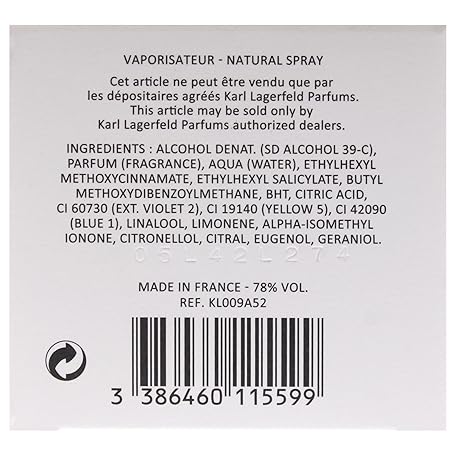 VAPORISATEUR - NATURAL SPRAY
Cet article ne peut être vendu que par
les dépositaires agréés Karl Lagerfeld Parfums.
This article may be sold only by
Karl Lagerfeld Parfums authorized dealers.
INGREDIENTS : ALCOHOL DENAT. (SD ALCOHOL 39-C),
PARFUM (FRAGRANCE), AQUA (WATER), ETHYLHEXYL
METHOXYCINNAMATE, ETHYLHEXYL SALICYLATE, BUTYL
METHOXYDIBENZOYLMETHANE, BHT, CITRIC ACID,
CI 60730 (EXT. VIOLET 2), CI 19140 (YELLOW 5), CI 42090
(BLUE 1), LINALOOL, LIMONENE, ALPHA-ISOMETHYL
IONONE, CITRONELLOL, CITRAL, EUGENOL, GERANIOL.
05L42L274
MADE IN FRANCE - 78% VOL.
REF. KL009A52
3 386460 115599